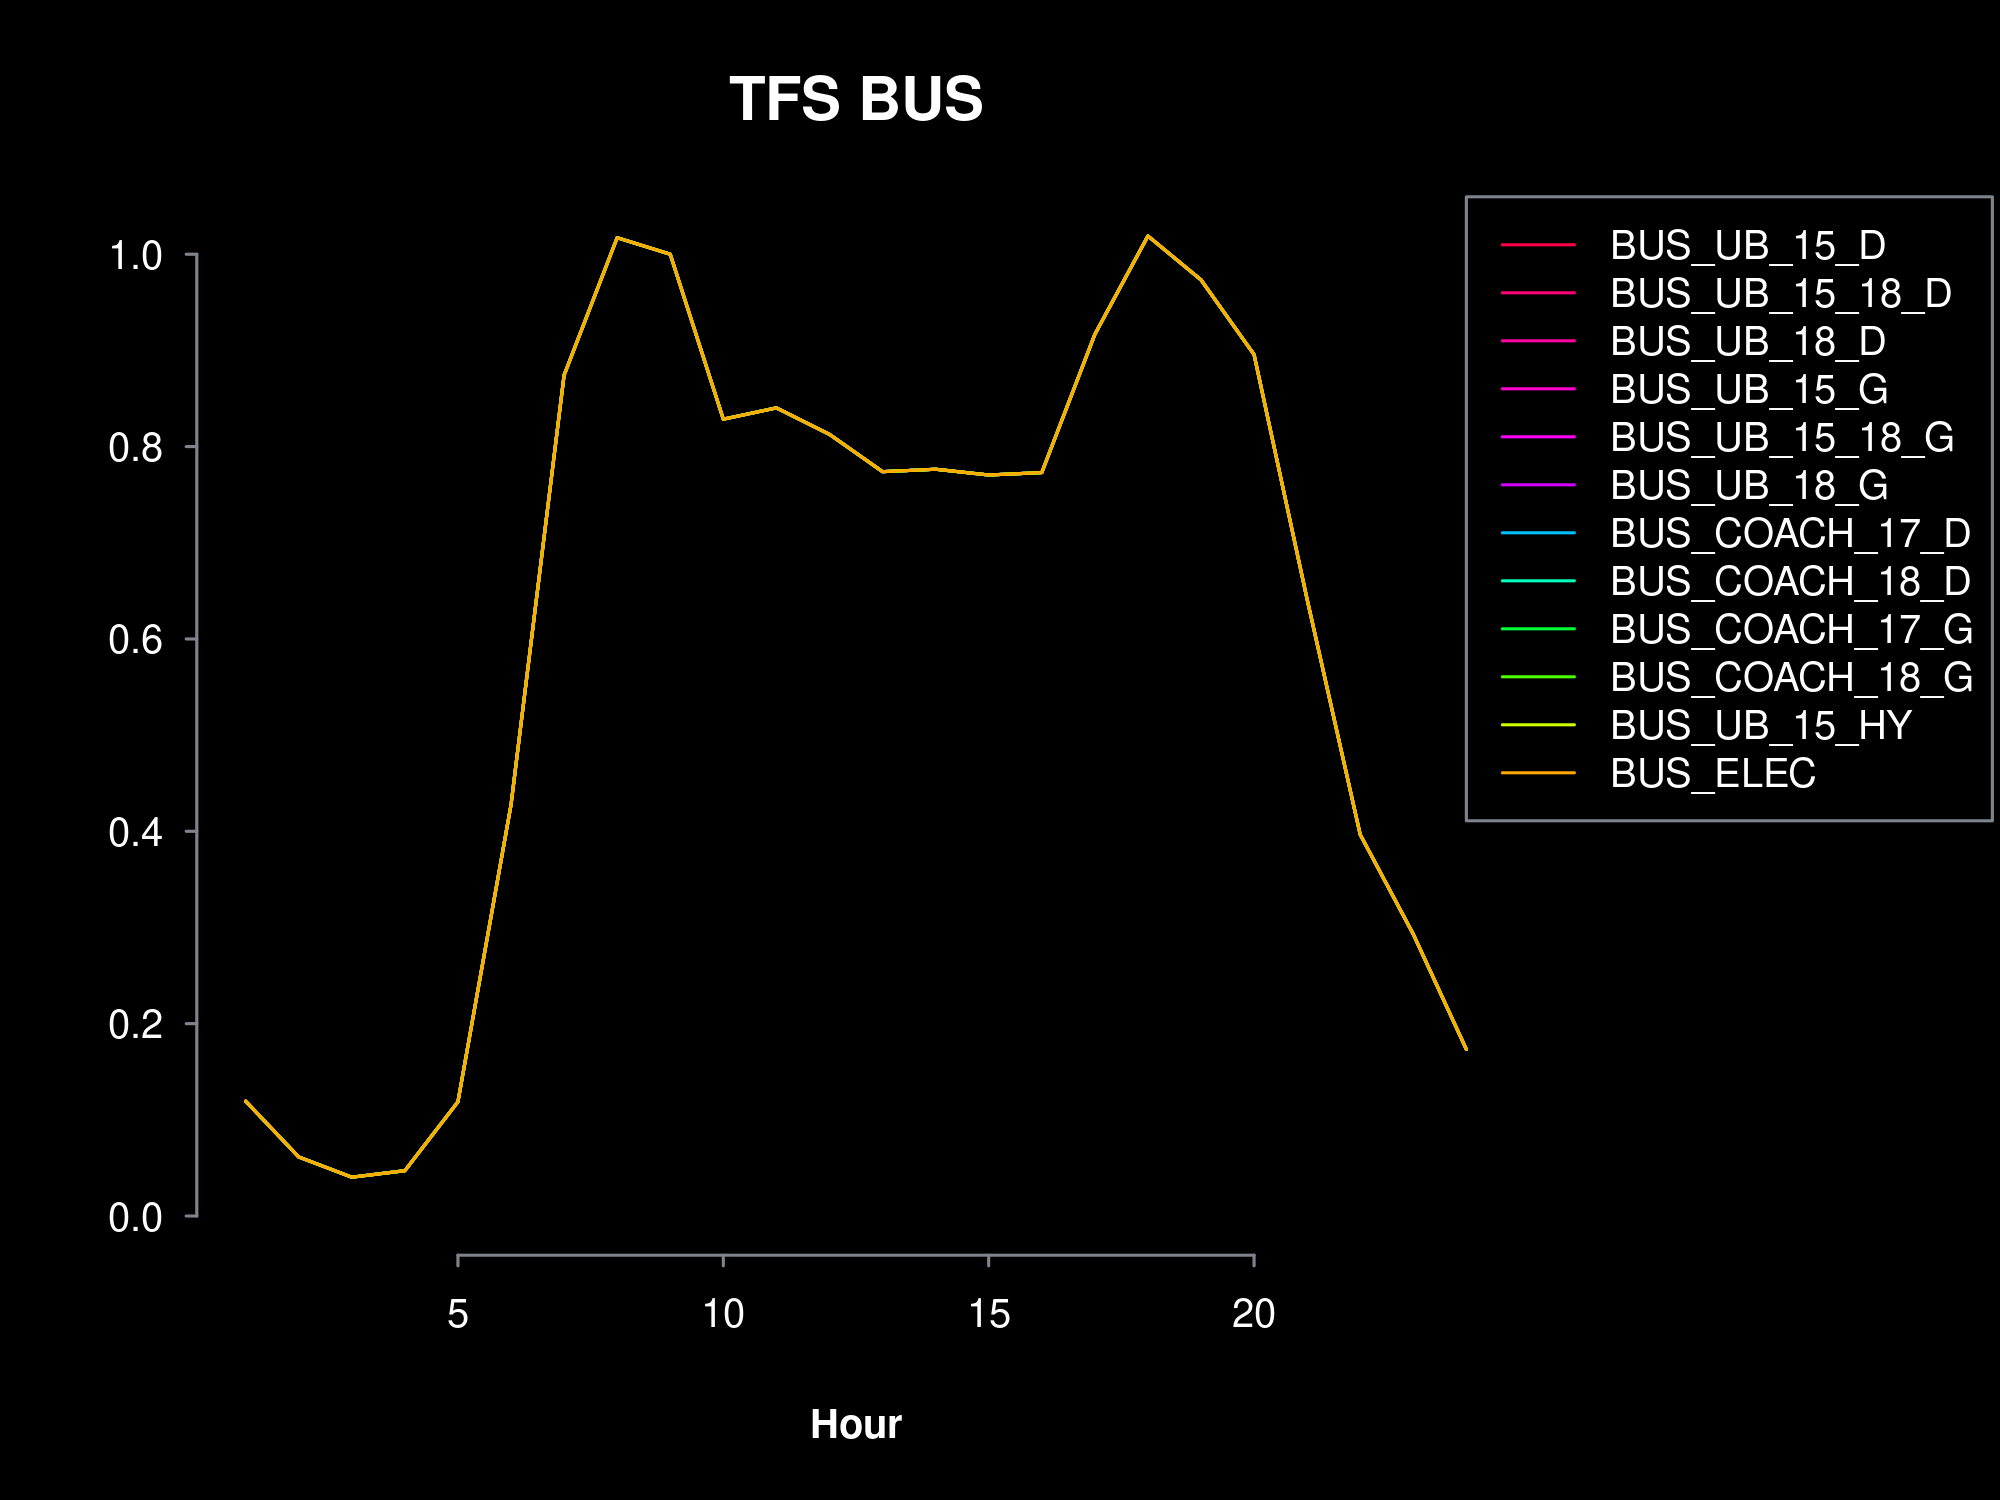 TFS BUS
1.0
0.8
0.6
0.4
0.2
0.0
5 10 15 20
Hour
BUS_UB_15_D
BUS_UB_15_18_D
BUS_UB_18_D
BUS_UB_15_G
BUS_UB_15_18_G
BUS_UB_18_G
BUS_COACH_17_D
BUS_COACH_18_D
BUS_COACH_17_G
BUS_COACH_18_G
BUS_UB_15_HY
BUS_ELEC